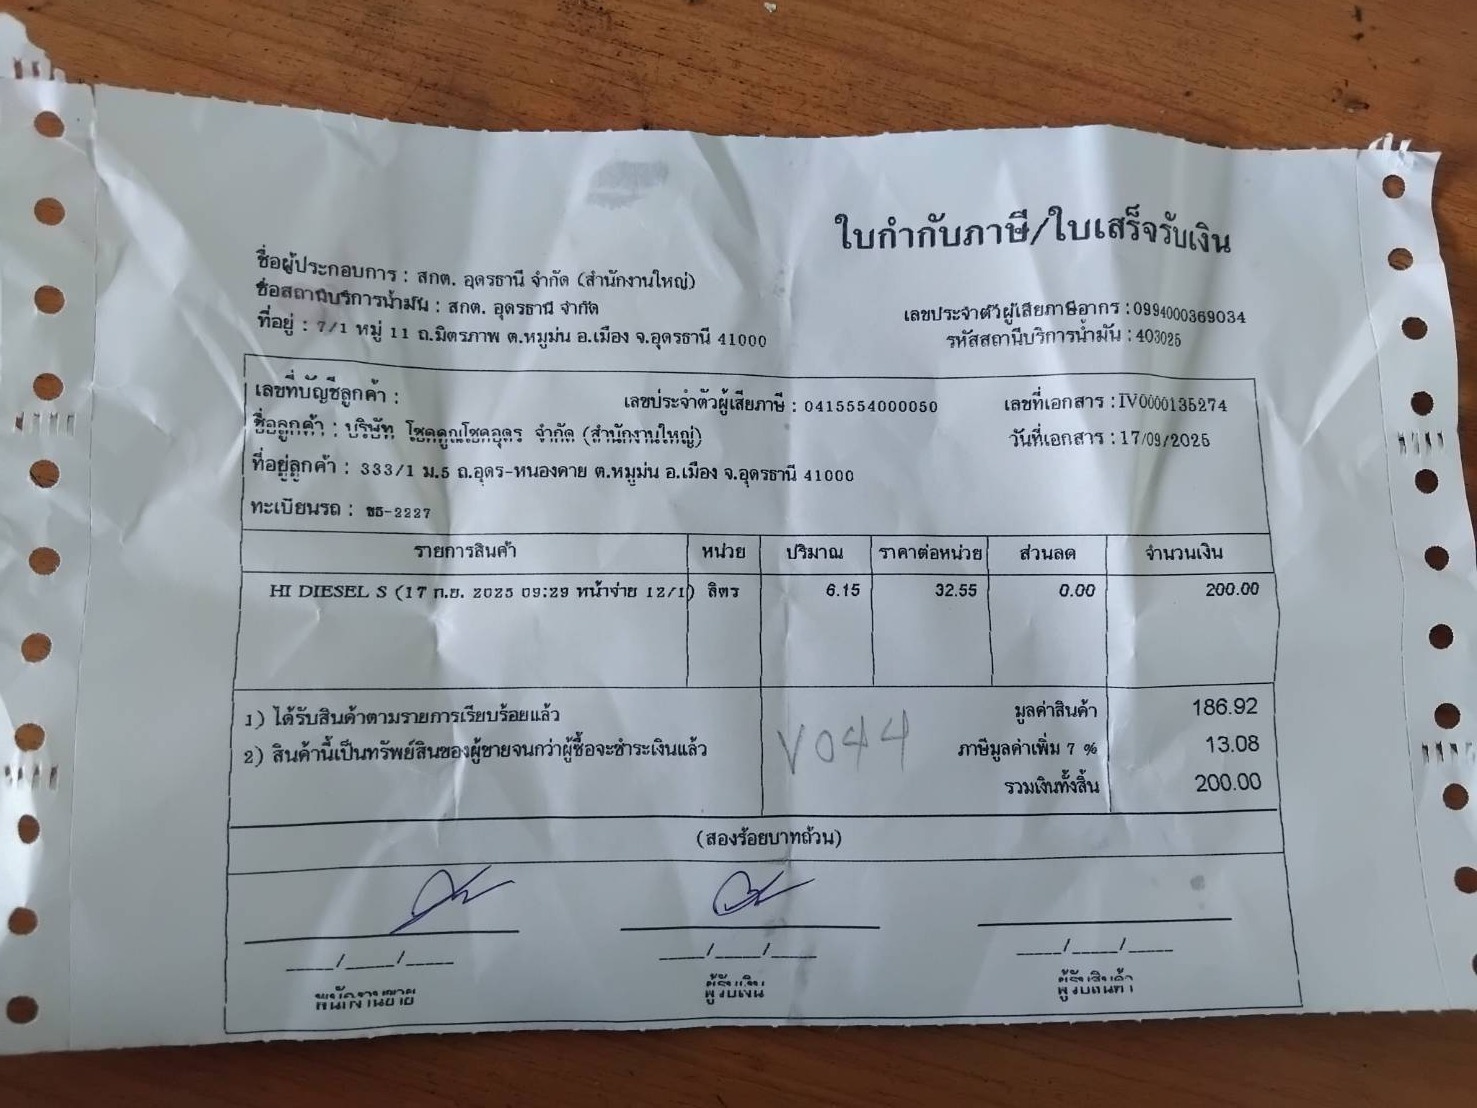 ใบกำกับภาษี/ใบเสร็จรับเงิน
ชื่อผู้ประกอบการ : สกต. อุดรธานี จำกัด (สำนักงานใหญ่)
ชื่อสถานีบริการน้ำมัน : สกต. อุดรธานี จำกัด
ที่อยู่ : 7/1 หมู่ 11 ถ.มิตรภาพ ต.หมูม่น อ.เมือง จ.อุดรธานี 41000
เลขประจำตัวผู้เสียภาษีอากร : 0994000369034
รหัสสถานีบริการน้ำมัน : 403025
เลขที่บัญชีลูกค้า : เลขประจำตัวผู้เสียภาษี : 0415554000050 เลขที่เอกสาร : IV0000135274
ชื่อลูกค้า : บริษัท โชคคูณโชคอุดร จำกัด (สำนักงานใหญ่) วันที่เอกสาร : 17/09/2025
ที่อยู่ลูกค้า : 333/1 ม.5 ถ.อุดร-หนองคาย ต.หมูม่น อ.เมือง จ.อุดรธานี 41000
ทะเบียนรถ : ขธ-2227
รายการสินค้า หน่วย ปริมาณ ราคาต่อหน่วย ส่วนลด จำนวนเงิน
HI DIESEL S (17 ก.ย. 2025 09:29 หน้าจ่าย 12/1) ลิตร 6.15 32.55 0.00 200.00
1) ได้รับสินค้าตามรายการเรียบร้อยแล้ว มูลค่าสินค้า 186.92
2) สินค้านี้เป็นทรัพย์สินของผู้ขายจนกว่าผู้ซื้อจะชำระเงินแล้ว V044 ภาษีมูลค่าเพิ่ม 7 % 13.08
รวมเงินทั้งสิ้น 200.00
(สองร้อยบาทถ้วน)
____/____/____ ____/____/____ ____/____/____
พนักงานขาย ผู้รับเงิน ผู้รับสินค้า